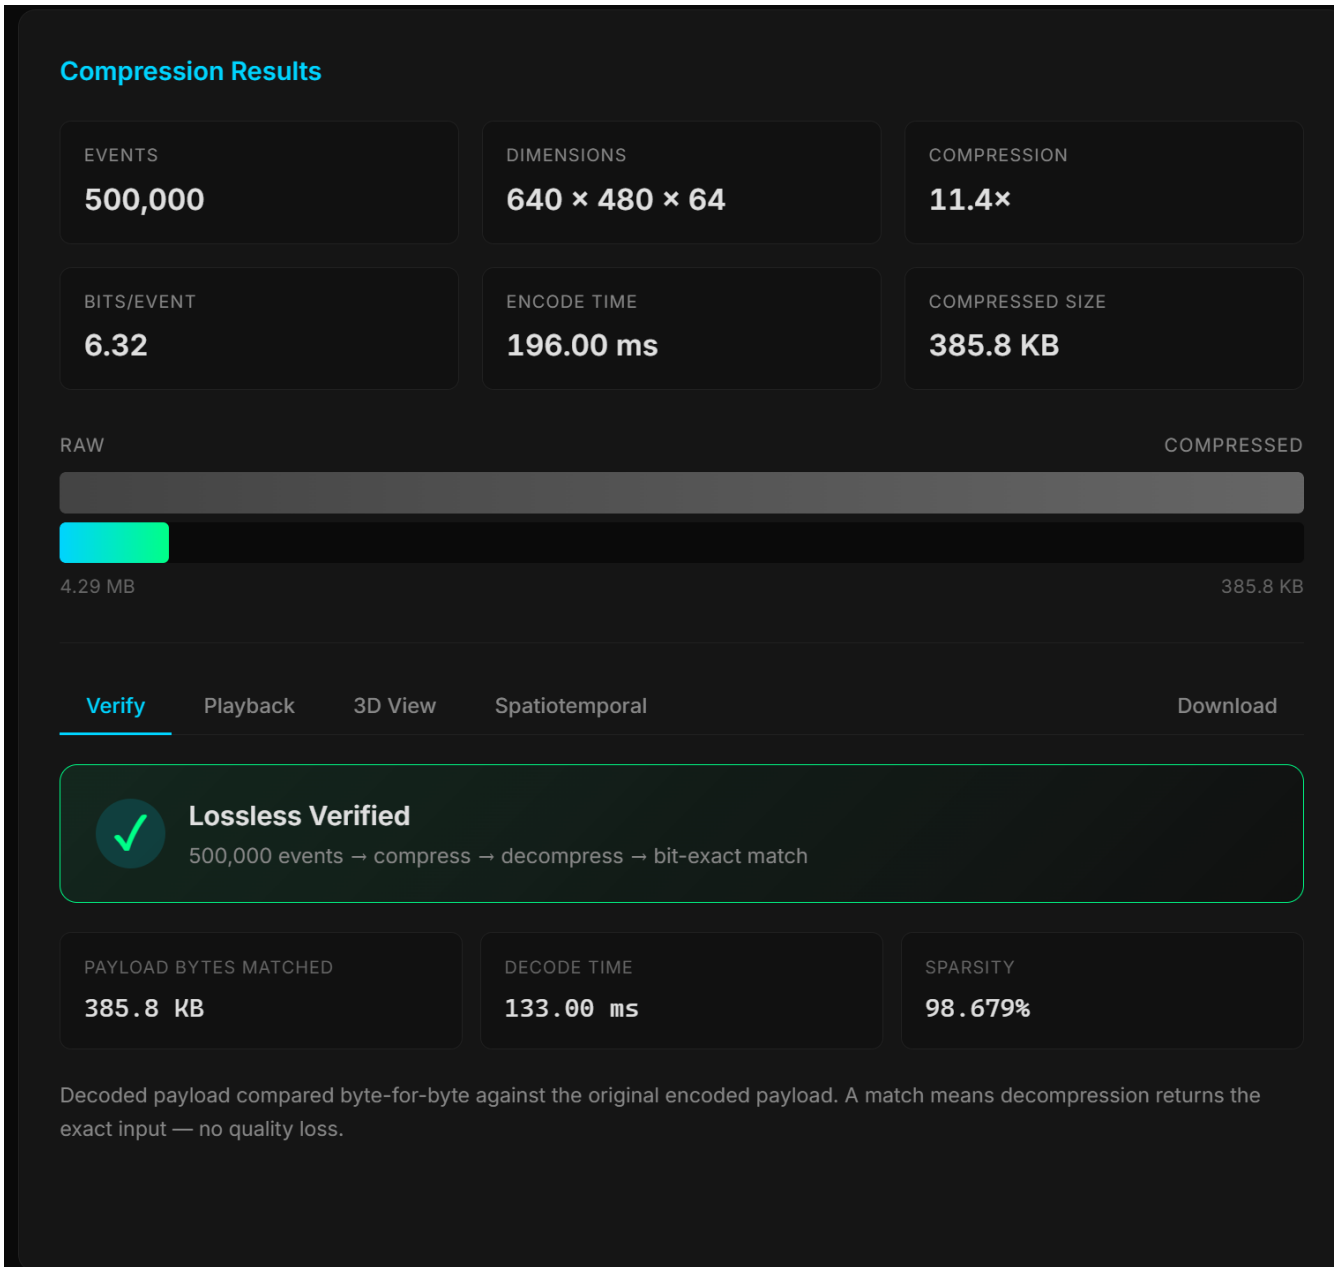 Compression Results
EVENTS
500,000
DIMENSIONS
640 × 480 × 64
COMPRESSION
11.4×
BITS/EVENT
6.32
ENCODE TIME
196.00 ms
COMPRESSED SIZE
385.8 KB
RAW
COMPRESSED
4.29 MB
385.8 KB
Verify
Playback
3D View
Spatiotemporal
Download
Lossless Verified
500,000 events → compress → decompress → bit-exact match
PAYLOAD BYTES MATCHED
385.8 KB
DECODE TIME
133.00 ms
SPARSITY
98.679%
Decoded payload compared byte-for-byte against the original encoded payload. A match means decompression returns the
exact input — no quality loss.